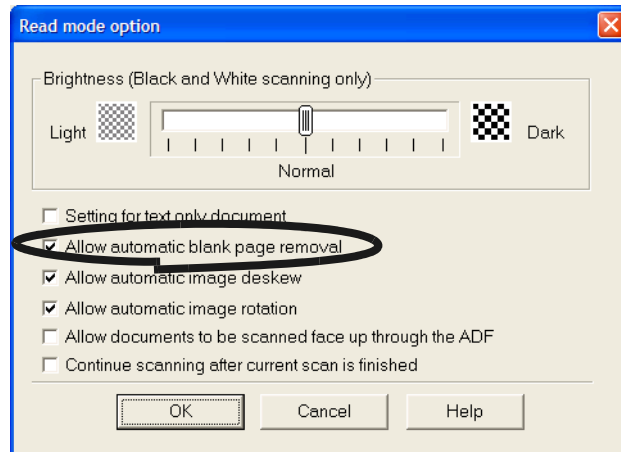 Read mode option
Brightness (Black and White scanning only)
Light Dark
Normal
Setting for text only document
Allow automatic blank page removal
Allow automatic image deskew
Allow automatic image rotation
Allow documents to be scanned face up through the ADF
Continue scanning after current scan is finished
OK Cancel Help